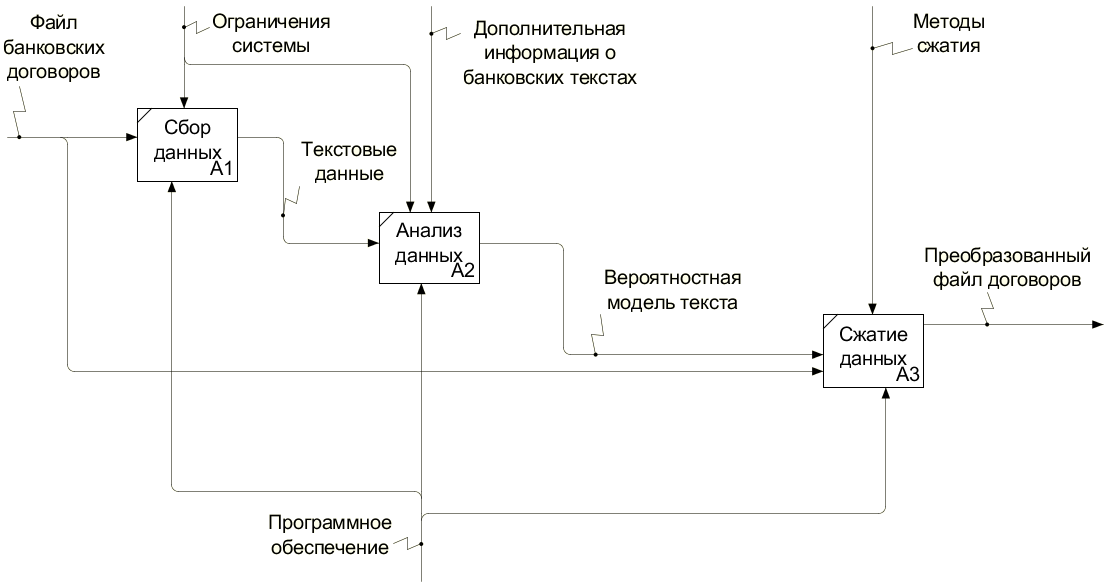 Файл
банковских
договоров
Ограничения
системы
Дополнительная
информация о
банковских текстах
Методы
сжатия
Сбор
данных
A1
Текстовые
данные
Анализ
данных
A2
Вероятностная
модель текста
Преобразованный
файл договоров
Сжатие
данных
A3
Программное
обеспечение